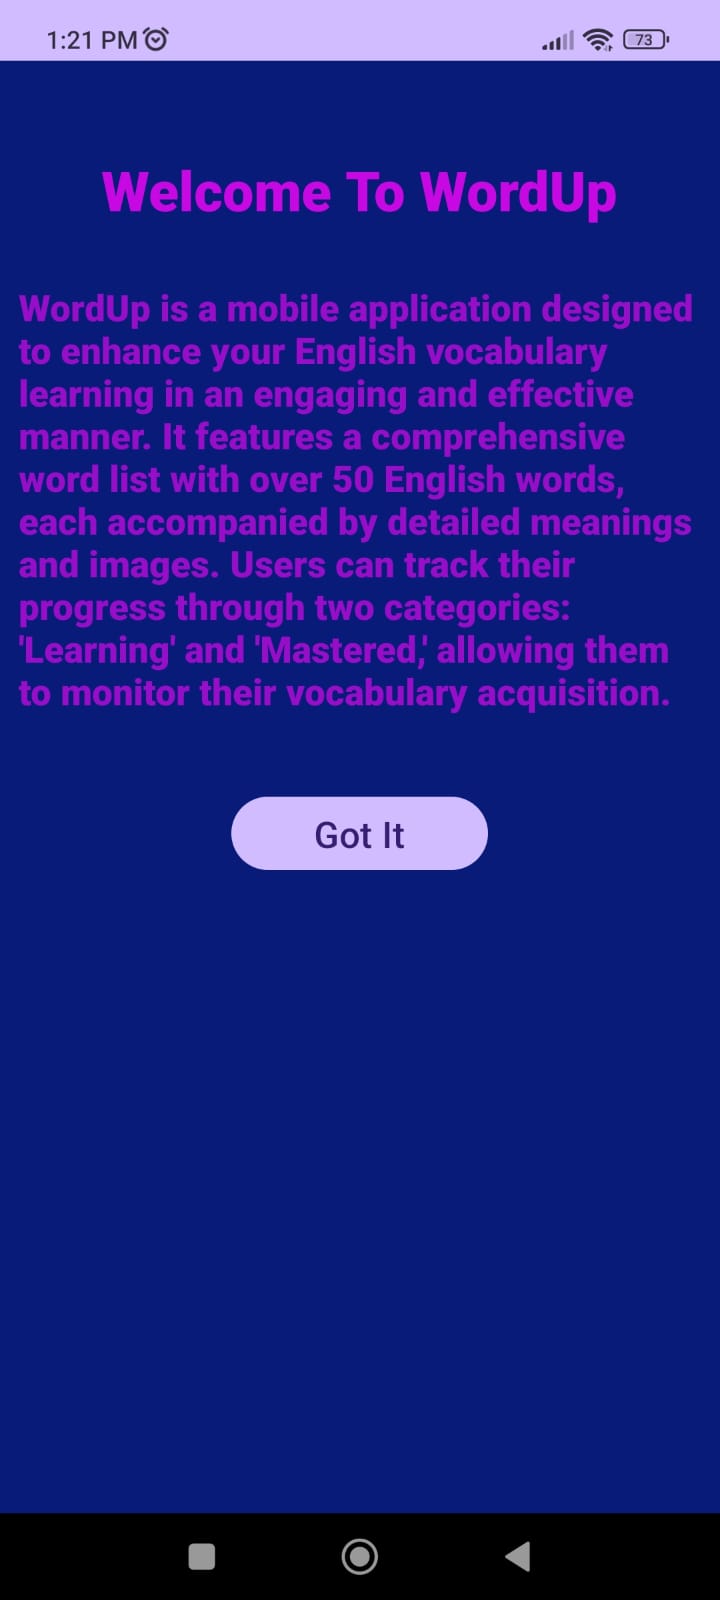 1:21 PM
73
Welcome To WordUp
WordUp is a mobile application designed
to enhance your English vocabulary
learning in an engaging and effective
manner. It features a comprehensive
word list with over 50 English words,
each accompanied by detailed meanings
and images. Users can track their
progress through two categories:
'Learning' and 'Mastered,' allowing them
to monitor their vocabulary acquisition.
Got It